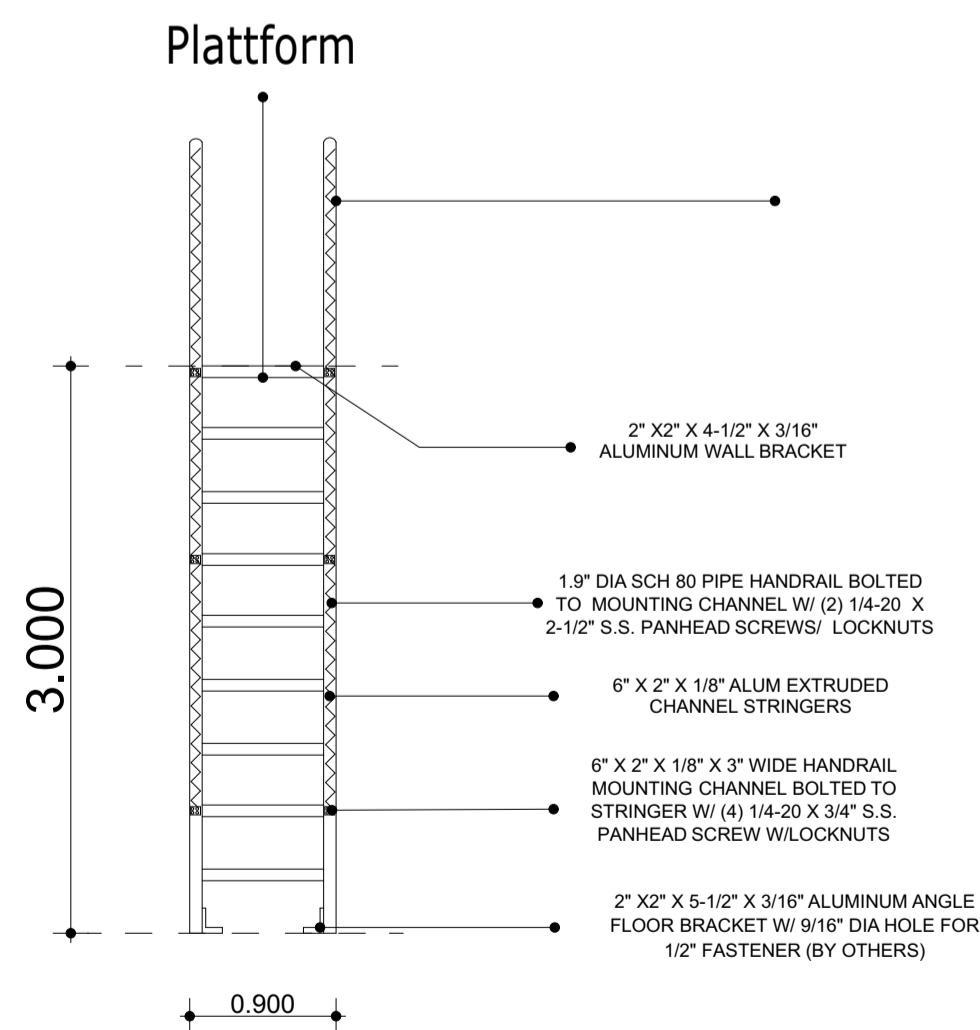 Plattform
2" X2" X 4-1/2" X 3/16"
ALUMINUM WALL BRACKET
1.9" DIA SCH 80 PIPE HANDRAIL BOLTED
TO MOUNTING CHANNEL W/ (2) 1/4-20 X
2-1/2" S.S. PANHEAD SCREWS/ LOCKNUTS
3.000
6" X 2" X 1/8" ALUM EXTRUDED
CHANNEL STRINGERS
6" X 2" X 1/8" X 3" WIDE HANDRAIL
MOUNTING CHANNEL BOLTED TO
STRINGER W/ (4) 1/4-20 X 3/4" S.S.
PANHEAD SCREW W/LOCKNUTS
2" X2" X 5-1/2" X 3/16" ALUMINUM ANGLE
FLOOR BRACKET W/ 9/16" DIA HOLE FOR
1/2" FASTENER (BY OTHERS)
0.900